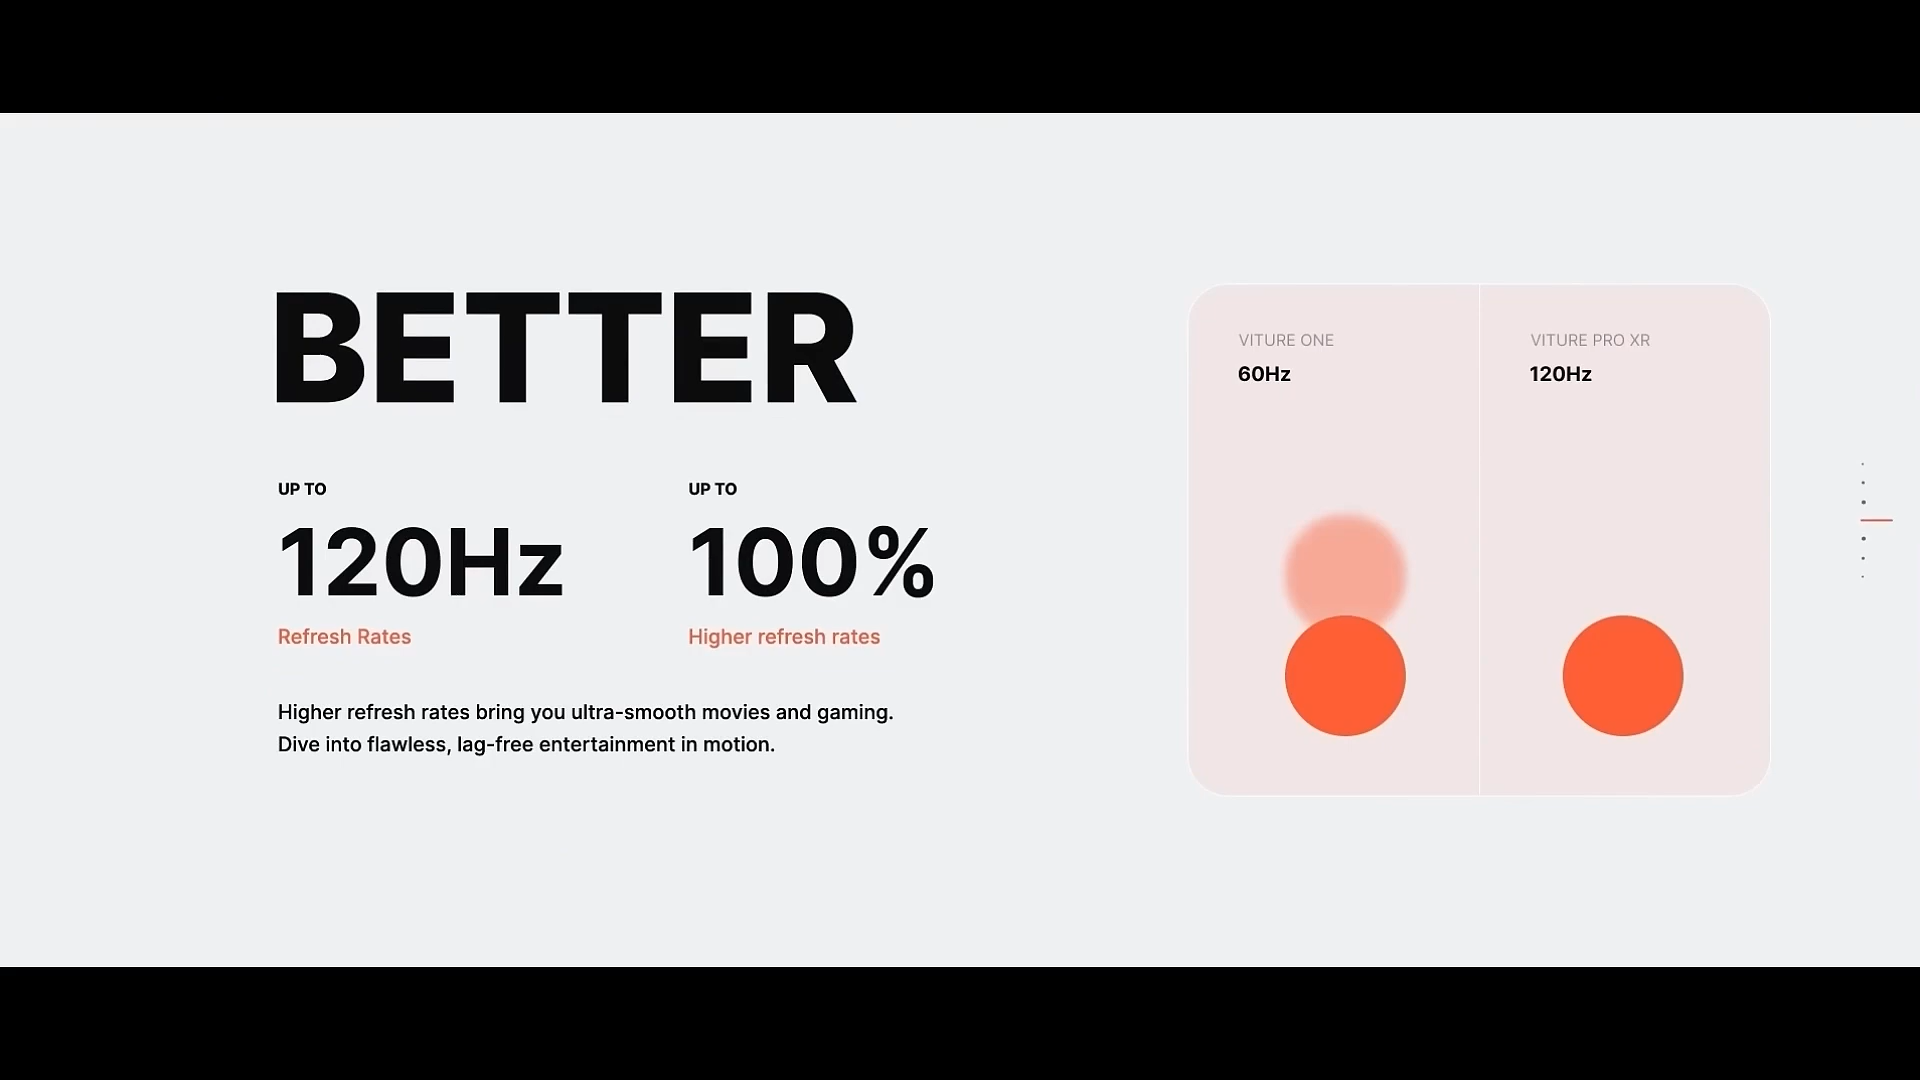 BETTER
UP TO
120Hz
Refresh Rates
UP TO
100%
Higher refresh rates
Higher refresh rates bring you ultra-smooth movies and gaming.
Dive into flawless, lag-free entertainment in motion.
VITURE ONE
60Hz
VITURE PRO XR
120Hz